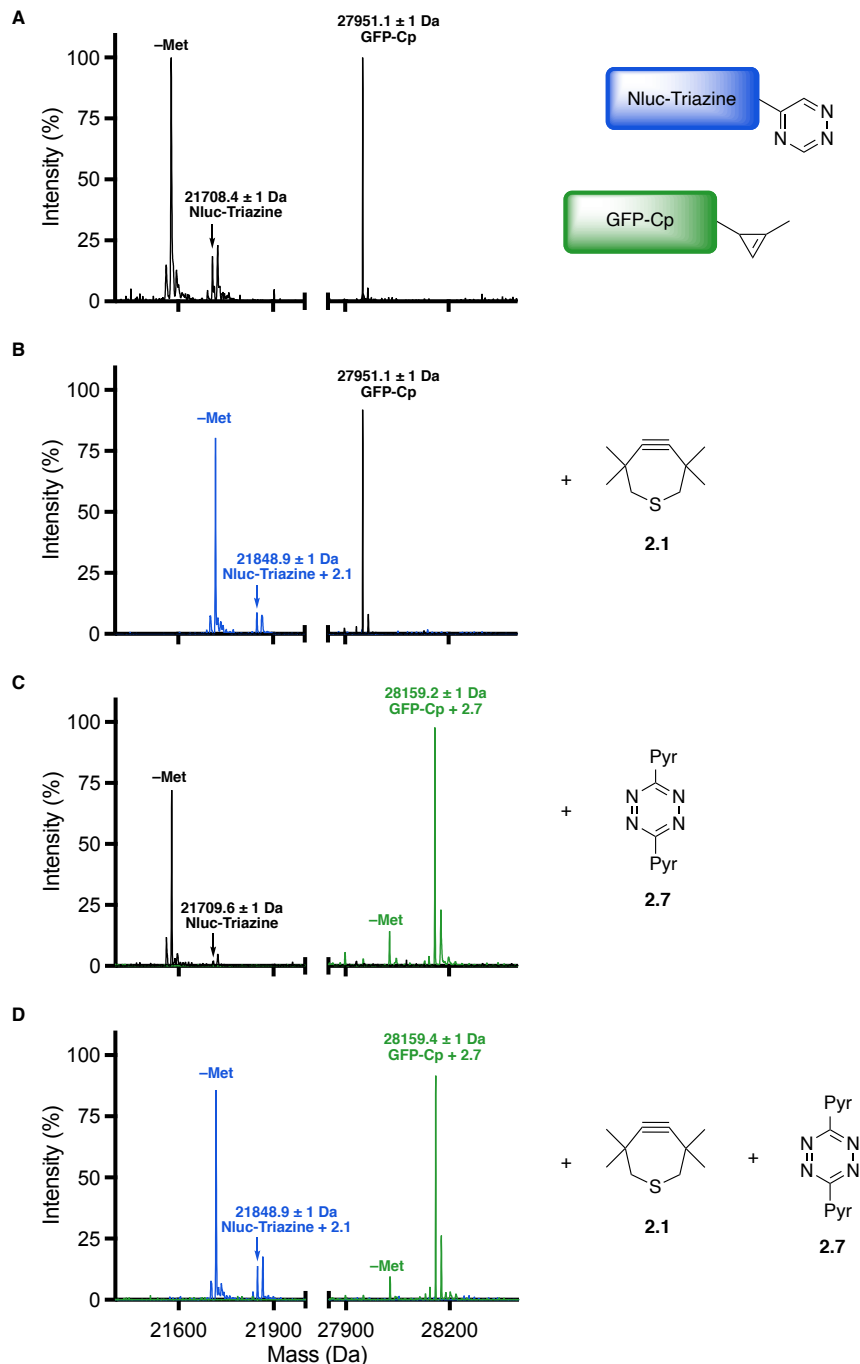 A
–Met
27951.1 ± 1 Da
GFP-Cp
21708.4 ± 1 Da
Nluc-Triazine
Intensity (%)
100
75
50
25
0
Nluc-Triazine
N
N
N
GFP-Cp
B
–Met
27951.1 ± 1 Da
GFP-Cp
21848.9 ± 1 Da
Nluc-Triazine + 2.1
Intensity (%)
100
75
50
25
0
+
S
2.1
C
–Met
21709.6 ± 1 Da
Nluc-Triazine
28159.2 ± 1 Da
GFP-Cp + 2.7
–Met
Intensity (%)
100
75
50
25
0
+
Pyr
N N
N N
Pyr
2.7
D
–Met
21848.9 ± 1 Da
Nluc-Triazine + 2.1
28159.4 ± 1 Da
GFP-Cp + 2.7
–Met
Intensity (%)
100
75
50
25
0
21600 21900 27900 28200
Mass (Da)
+
S
2.1
+
Pyr
N N
N N
Pyr
2.7